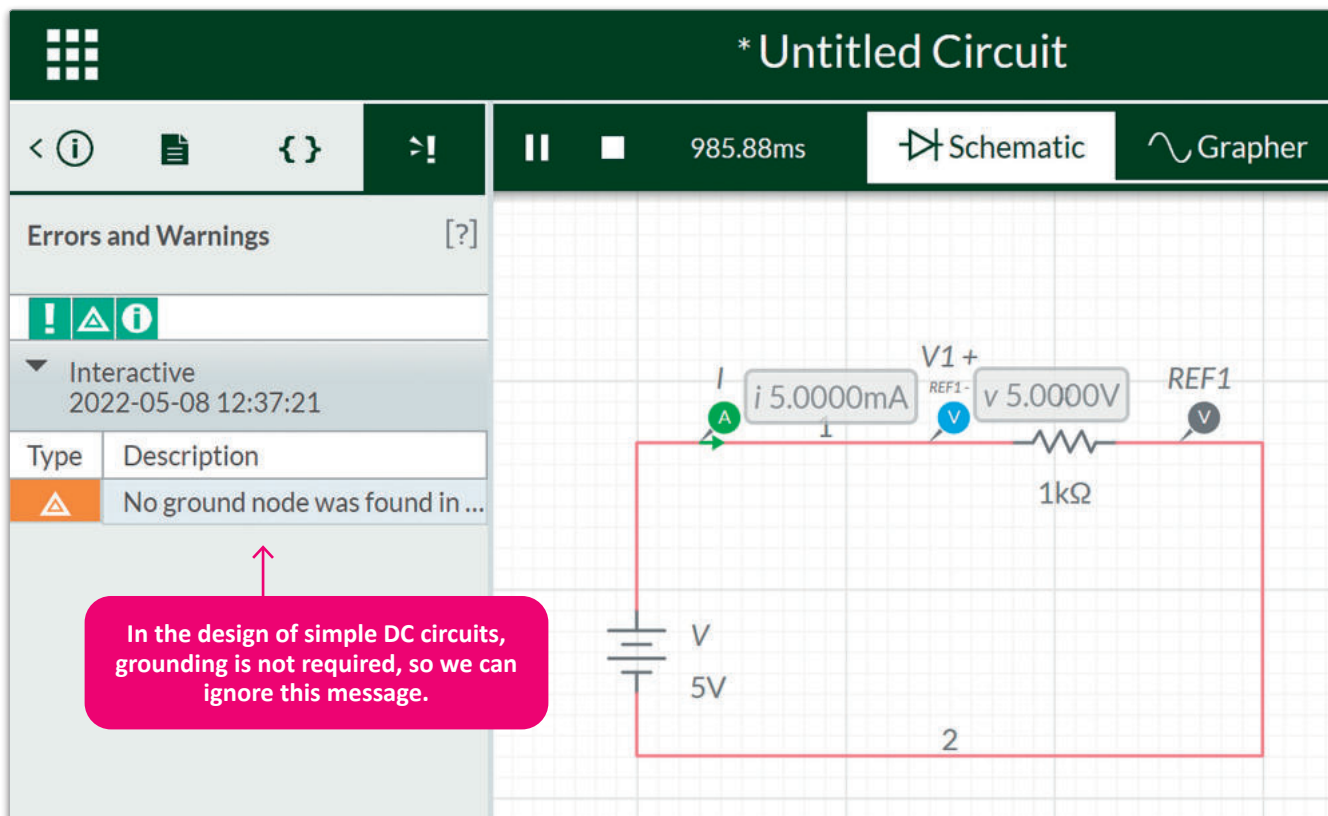 * Untitled Circuit
985.88ms
Schematic
Grapher
Errors and Warnings
[?]
Interactive
2022-05-08 12:37:21
Type
Description
No ground node was found in ...
In the design of simple DC circuits,
grounding is not required, so we can
ignore this message.
I
A
i 5.0000mA
1
V1 +
REF1 -
V
v 5.0000V
REF1
V
1kΩ
V
5V
2